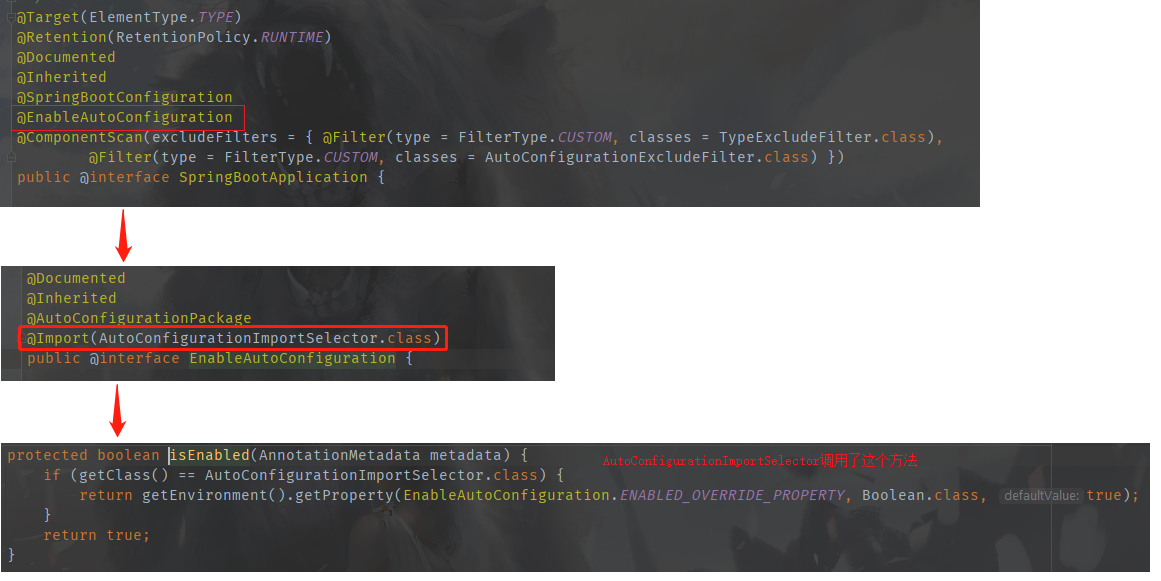 @Target(ElementType.TYPE)
@Retention(RetentionPolicy.RUNTIME)
@Documented
@Inherited
@SpringBootConfiguration
@EnableAutoConfiguration
@ComponentScan(excludeFilters = { @Filter(type = FilterType.CUSTOM, classes = TypeExcludeFilter.class),
@Filter(type = FilterType.CUSTOM, classes = AutoConfigurationExcludeFilter.class) })
public @interface SpringBootApplication {
@Documented
@Inherited
@AutoConfigurationPackage
@Import(AutoConfigurationImportSelector.class)
public @interface EnableAutoConfiguration {
protected boolean isEnabled(AnnotationMetadata metadata) {
AutoConfigurationImportSelector调用了这个方法
if (getClass() == AutoConfigurationImportSelector.class) {
return getEnvironment().getProperty(EnableAutoConfiguration.ENABLED_OVERRIDE_PROPERTY, Boolean.class, defaultValue: true);
}
return true;
}